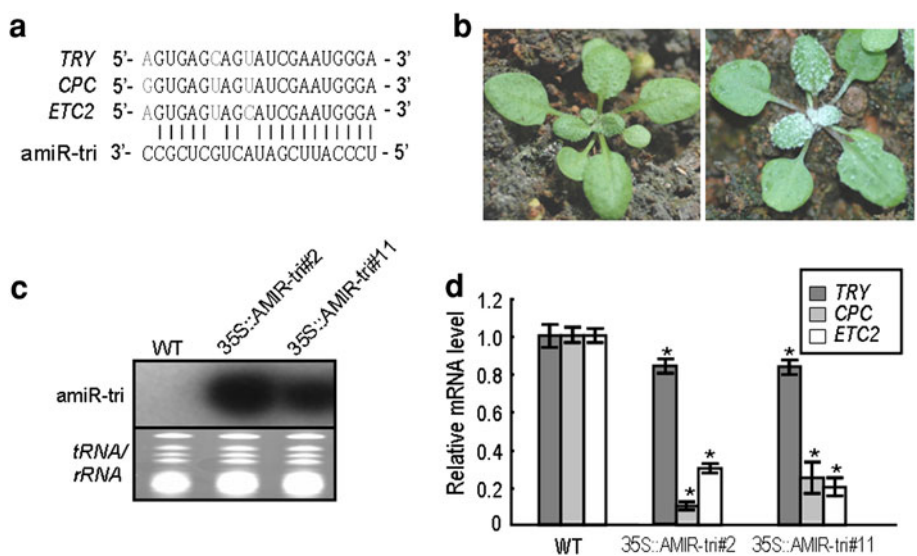 a
TRY 5'- AGUGAGCAGUAUCGAAUGGGA - 3'
CPC 5'- GGUGAGUAGUAUCGAAUGGGA - 3'
ETC2 5'- AGUGAGUAGCAUCGAAUGGGA - 3'
amiR-tri 3'- CCGCUCGUCAUAGCUUACCCU - 5'
b
c
WT
35S::AMIR-tri#2
35S::AMIR-tri#11
amiR-tri
tRNA/
rRNA
d
TRY
CPC
ETC2
Relative mRNA level
1.2
1.0
0.8
0.6
0.4
0.2
0
* * *
* * *
WT 35S::AMIR-tri#2 35S::AMIR-tri#11